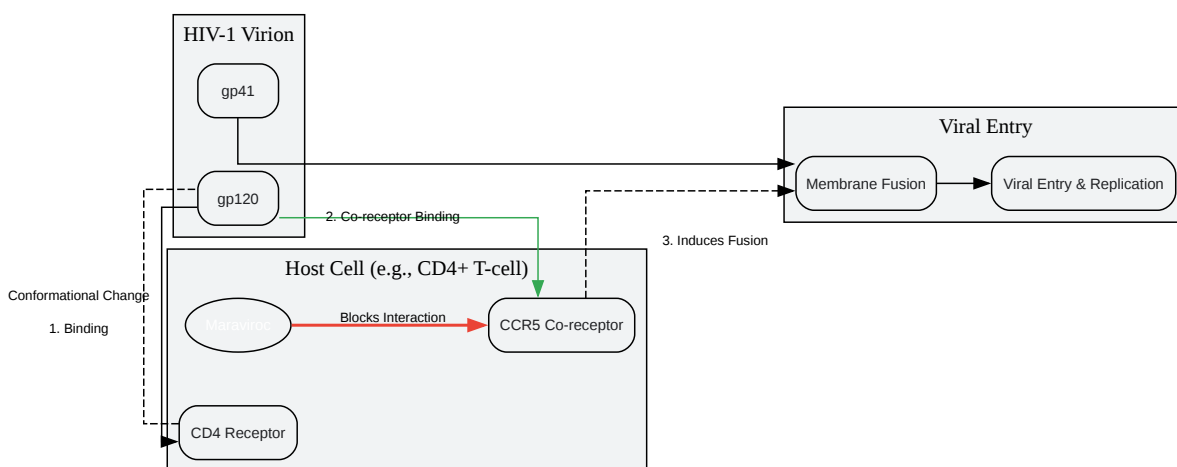 HIV-1 Virion
gp41
gp120
Viral Entry
Membrane Fusion
Viral Entry & Replication
2. Co-receptor Binding
3. Induces Fusion
Host Cell (e.g., CD4+ T-cell)
Conformational Change
1. Binding
Maraviroc
Blocks Interaction
CCR5 Co-receptor
CD4 Receptor